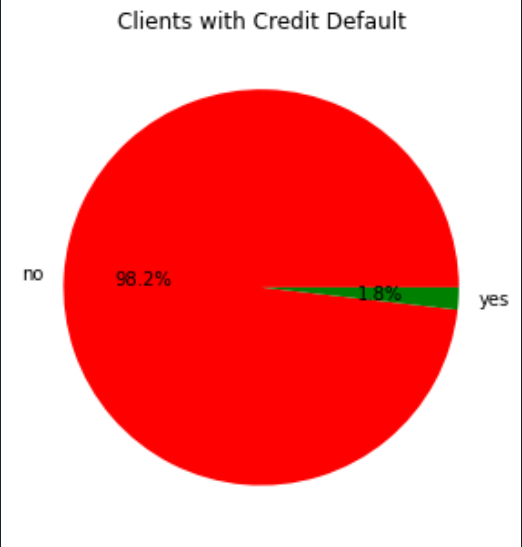 Clients with Credit Default
no
98.2%
1.8%
yes